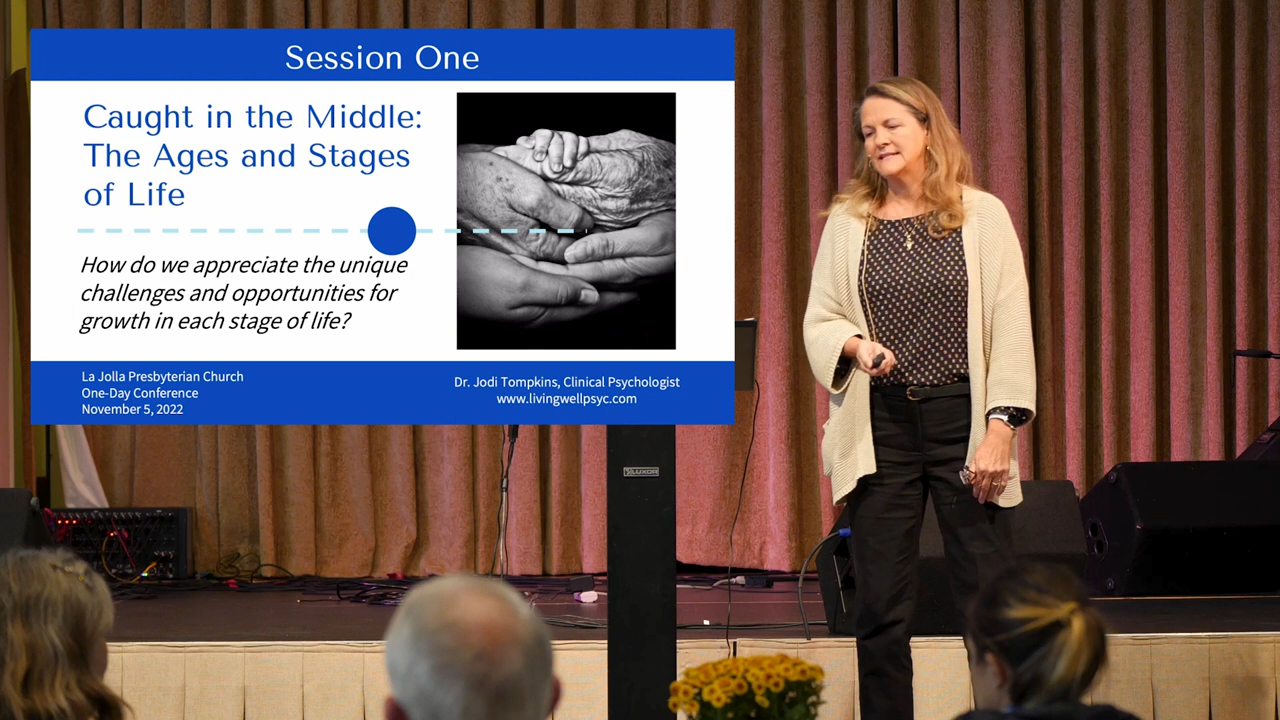 Session One
Caught in the Middle:
The Ages and Stages
of Life
How do we appreciate the unique
challenges and opportunities for
growth in each stage of life?
La Jolla Presbyterian Church
One-Day Conference
November 5, 2022
Dr. Jodi Tompkins, Clinical Psychologist
www.livingwellpsyc.com
LUXOR